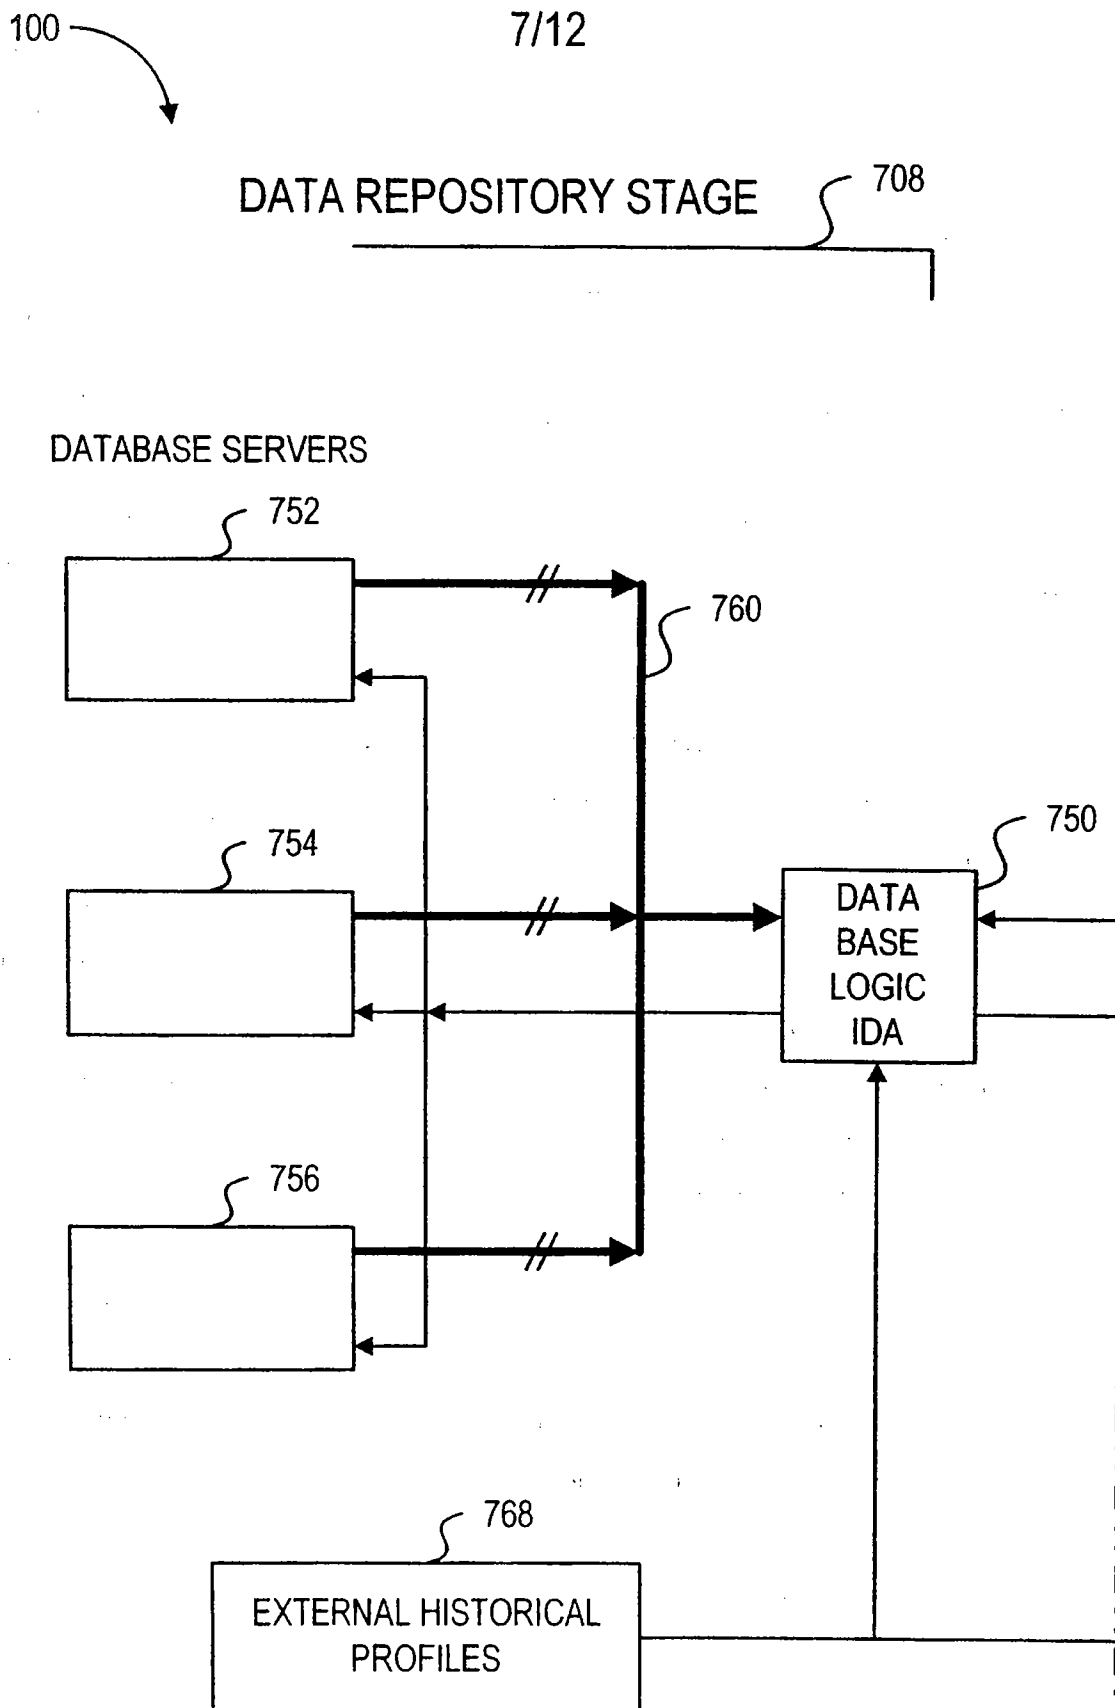 100
7/12
708
DATA REPOSITORY STAGE
DATABASE SERVERS
752
760
754
750
DATA
BASE
LOGIC
IDA
756
768
EXTERNAL HISTORICAL
PROFILES